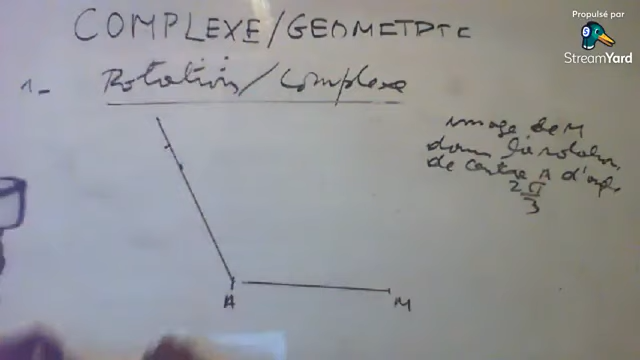 Propulsé par
StreamYard
COMPLEXE/GEOMETRIE
1- Rotation/Complexe
image de M
dans la rotation
de centre A d'angle
2π
3
A
M